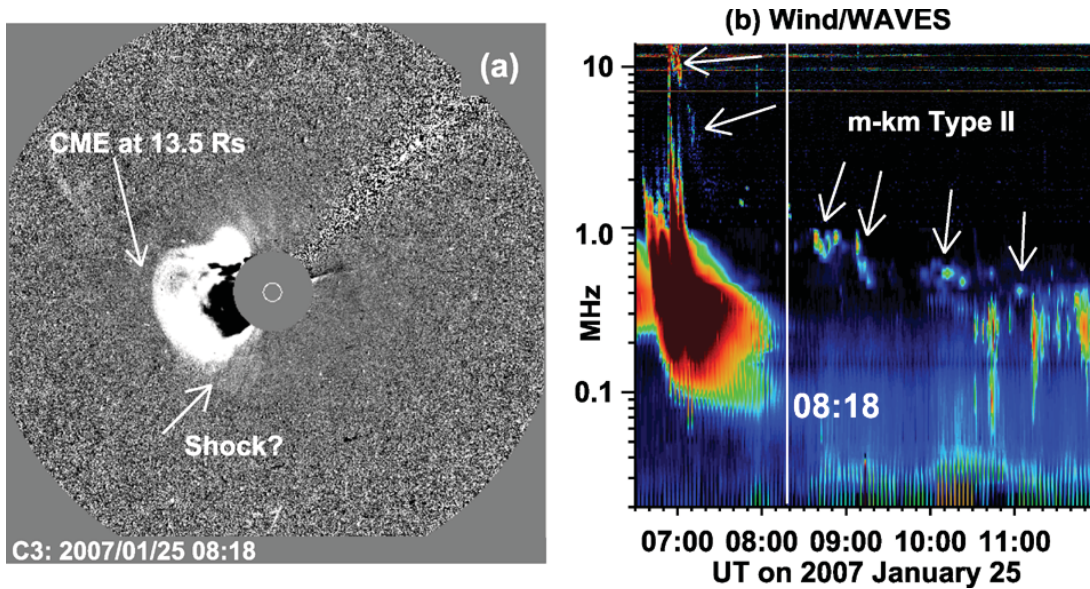 (a)
CME at 13.5 Rs
Shock?
C3: 2007/01/25 08:18
(b) Wind/WAVES
10
m-km Type II
1.0
MHz
0.1
08:18
07:00 08:00 09:00 10:00 11:00
UT on 2007 January 25